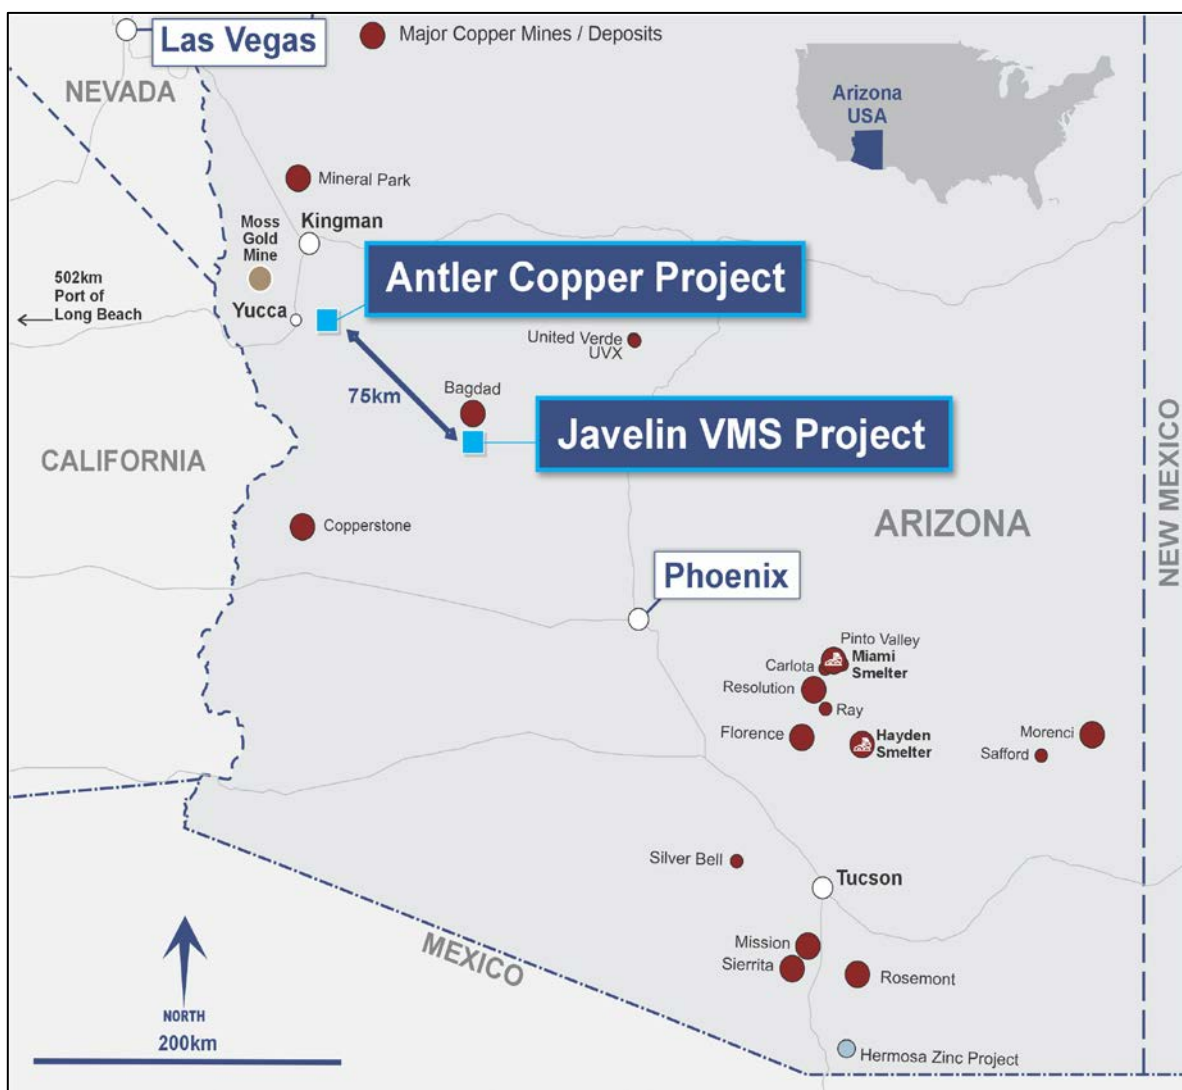 Las Vegas
Major Copper Mines / Deposits
NEVADA
Arizona
USA
Mineral Park
Kingman
Moss
Gold
Mine
Antler Copper Project
502km
Port of
Long Beach
Yucca
United Verde
UVX
75km
Bagdad
Javelin VMS Project
CALIFORNIA
NEW MEXICO
Copperstone
ARIZONA
Phoenix
Pinto Valley
Carlota
Miami
Smelter
Resolution
Ray
Florence
Hayden
Smelter
Morenci
Safford
Silver Bell
Tucson
MEXICO
Mission
Sierrita
Rosemont
NORTH
200km
Hermosa Zinc Project